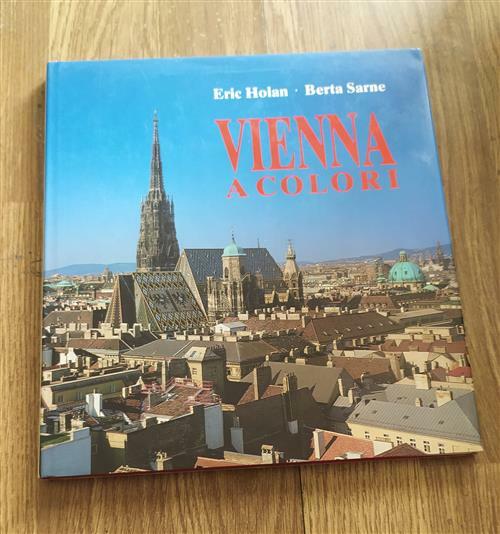 Eric Holan · Berta Sarne
VIENNA
A COLORI